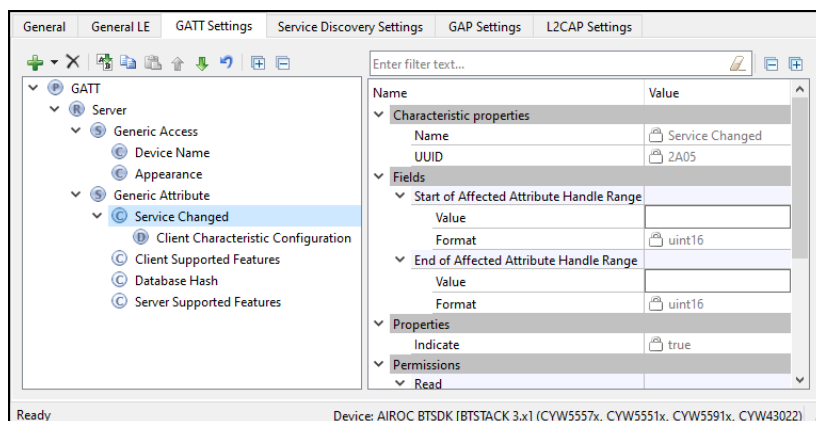 General General LE GATT Settings Service Discovery Settings GAP Settings L2CAP Settings
P GATT
R Server
S Generic Access
C Device Name
C Appearance
S Generic Attribute
C Service Changed
D Client Characteristic Configuration
C Client Supported Features
C Database Hash
C Server Supported Features
Enter filter text...
Name Value
Characteristic properties
Name Service Changed
UUID 2A05
Fields
Start of Affected Attribute Handle Range
Value
Format uint16
End of Affected Attribute Handle Range
Value
Format uint16
Properties
Indicate true
Permissions
Read
Ready Device: AIROC BTSDK [BTSTACK 3.x] (CYW5557x, CYW5551x, CYW5591x, CYW43022)